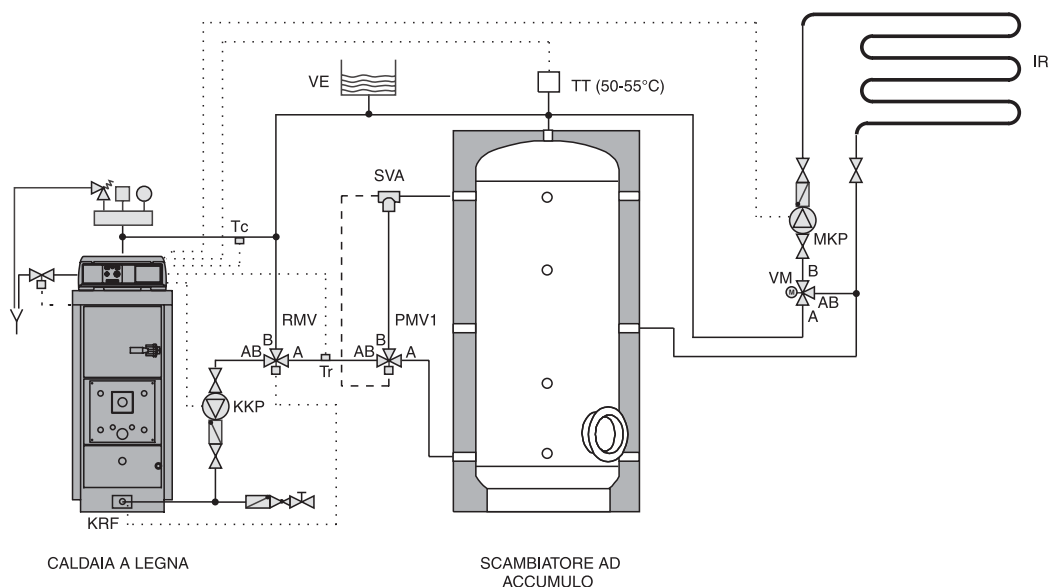 VE
TT (50-55°C)
IR
SVA
Tc
MKP
B
VM
M
AB
A
RMV
PMV1
B
AB
A
B
AB
A
Tr
KKP
KRF
CALDAIA A LEGNA
SCAMBIATORE AD
ACCUMULO